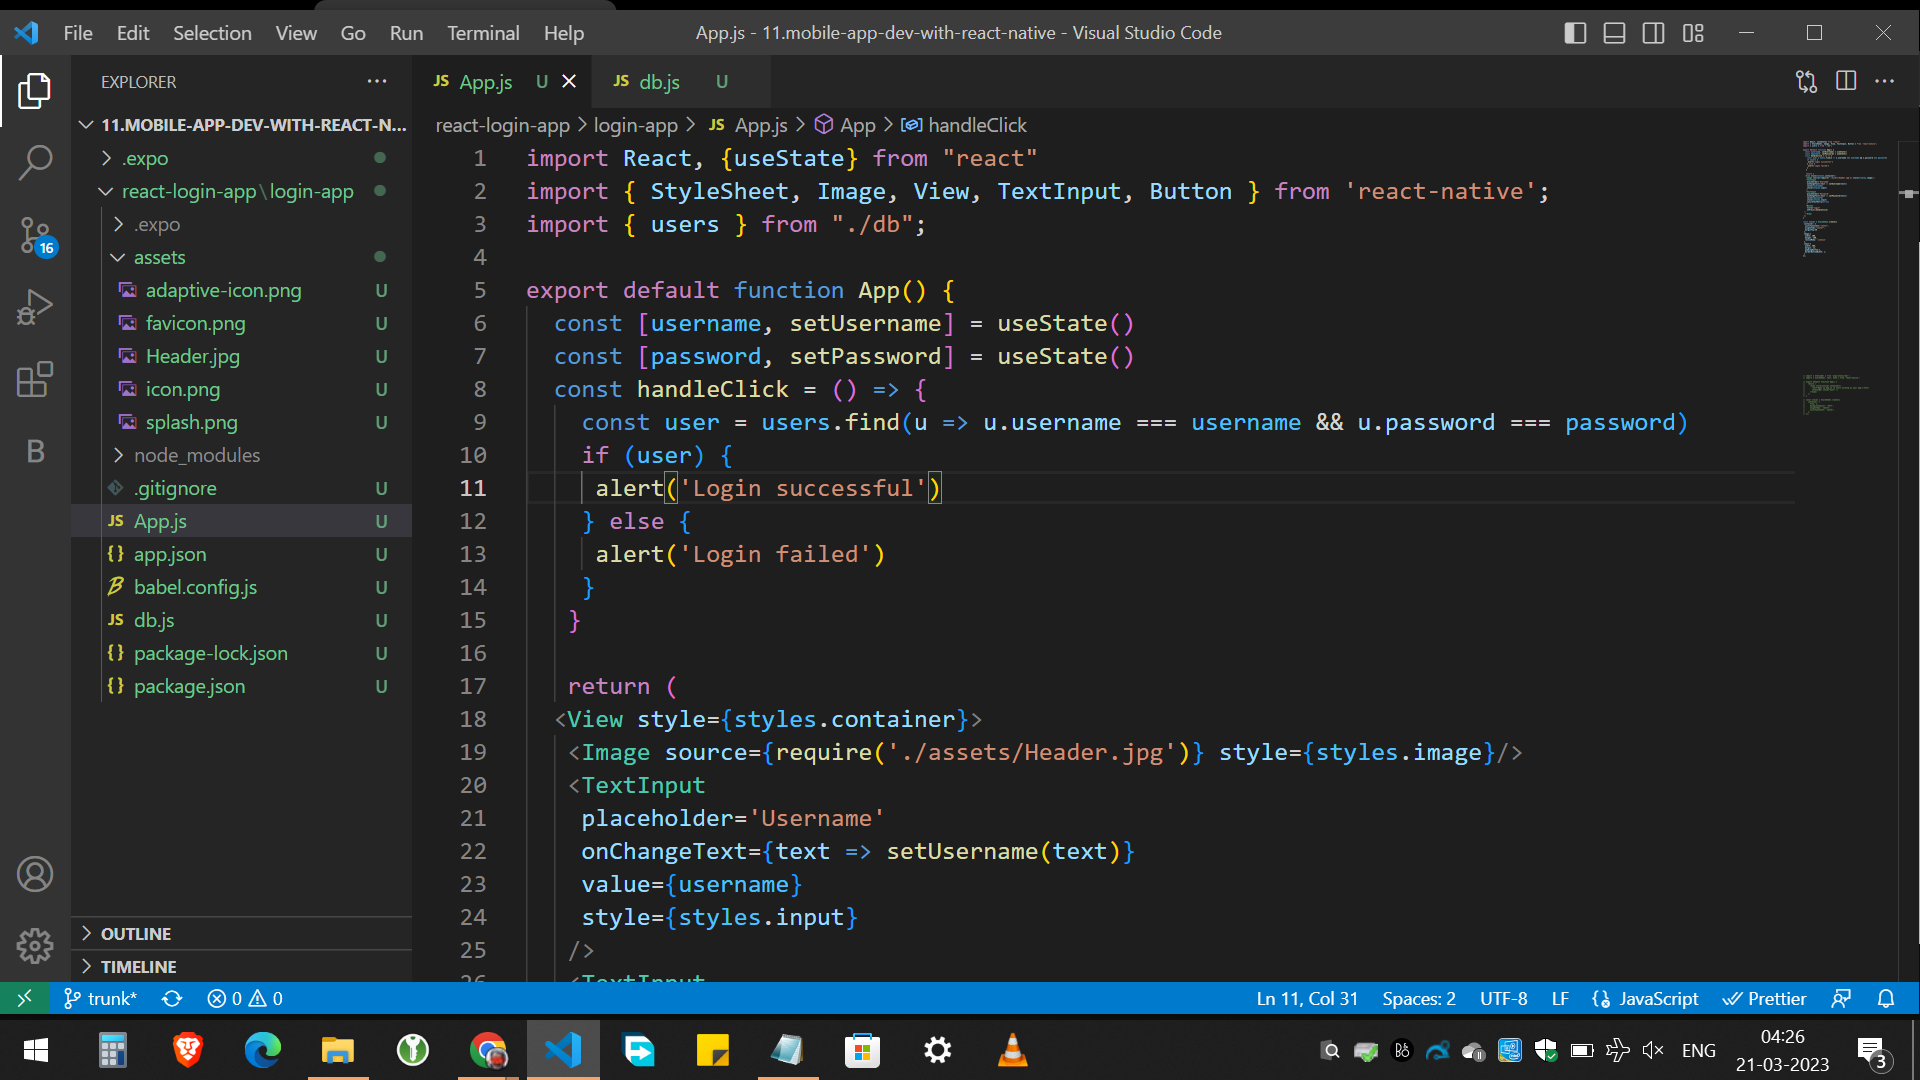 File Edit Selection View Go Run Terminal Help
App.js - 11.mobile-app-dev-with-react-native - Visual Studio Code
EXPLORER
11.MOBILE-APP-DEV-WITH-REACT-N...
.expo
react-login-app\login-app
.expo
assets
adaptive-icon.png U
favicon.png U
Header.jpg U
icon.png U
splash.png U
node_modules
.gitignore U
JS App.js U
{} app.json U
babel.config.js U
JS db.js U
{} package-lock.json U
{} package.json U
OUTLINE
TIMELINE
16
B
JS App.js U
JS db.js U
react-login-app > login-app > JS App.js > App > handleClick
1 import React, {useState} from "react"
2 import { StyleSheet, Image, View, TextInput, Button } from 'react-native';
3 import { users } from "./db";
4
5 export default function App() {
6 const [username, setUsername] = useState()
7 const [password, setPassword] = useState()
8 const handleClick = () => {
9 const user = users.find(u => u.username === username && u.password === password)
10 if (user) {
11 alert('Login successful')
12 } else {
13 alert('Login failed')
14 }
15 }
16
17 return (
18 <View style={styles.container}>
19 <Image source={require('./assets/Header.jpg')} style={styles.image}/>
20 <TextInput
21 placeholder='Username'
22 onChangeText={text => setUsername(text)}
23 value={username}
24 style={styles.input}
25 />
26 <TextInput
trunk* 0 0
Ln 11, Col 31 Spaces: 2 UTF-8 LF JavaScript Prettier
ENG
04:26
21-03-2023
3